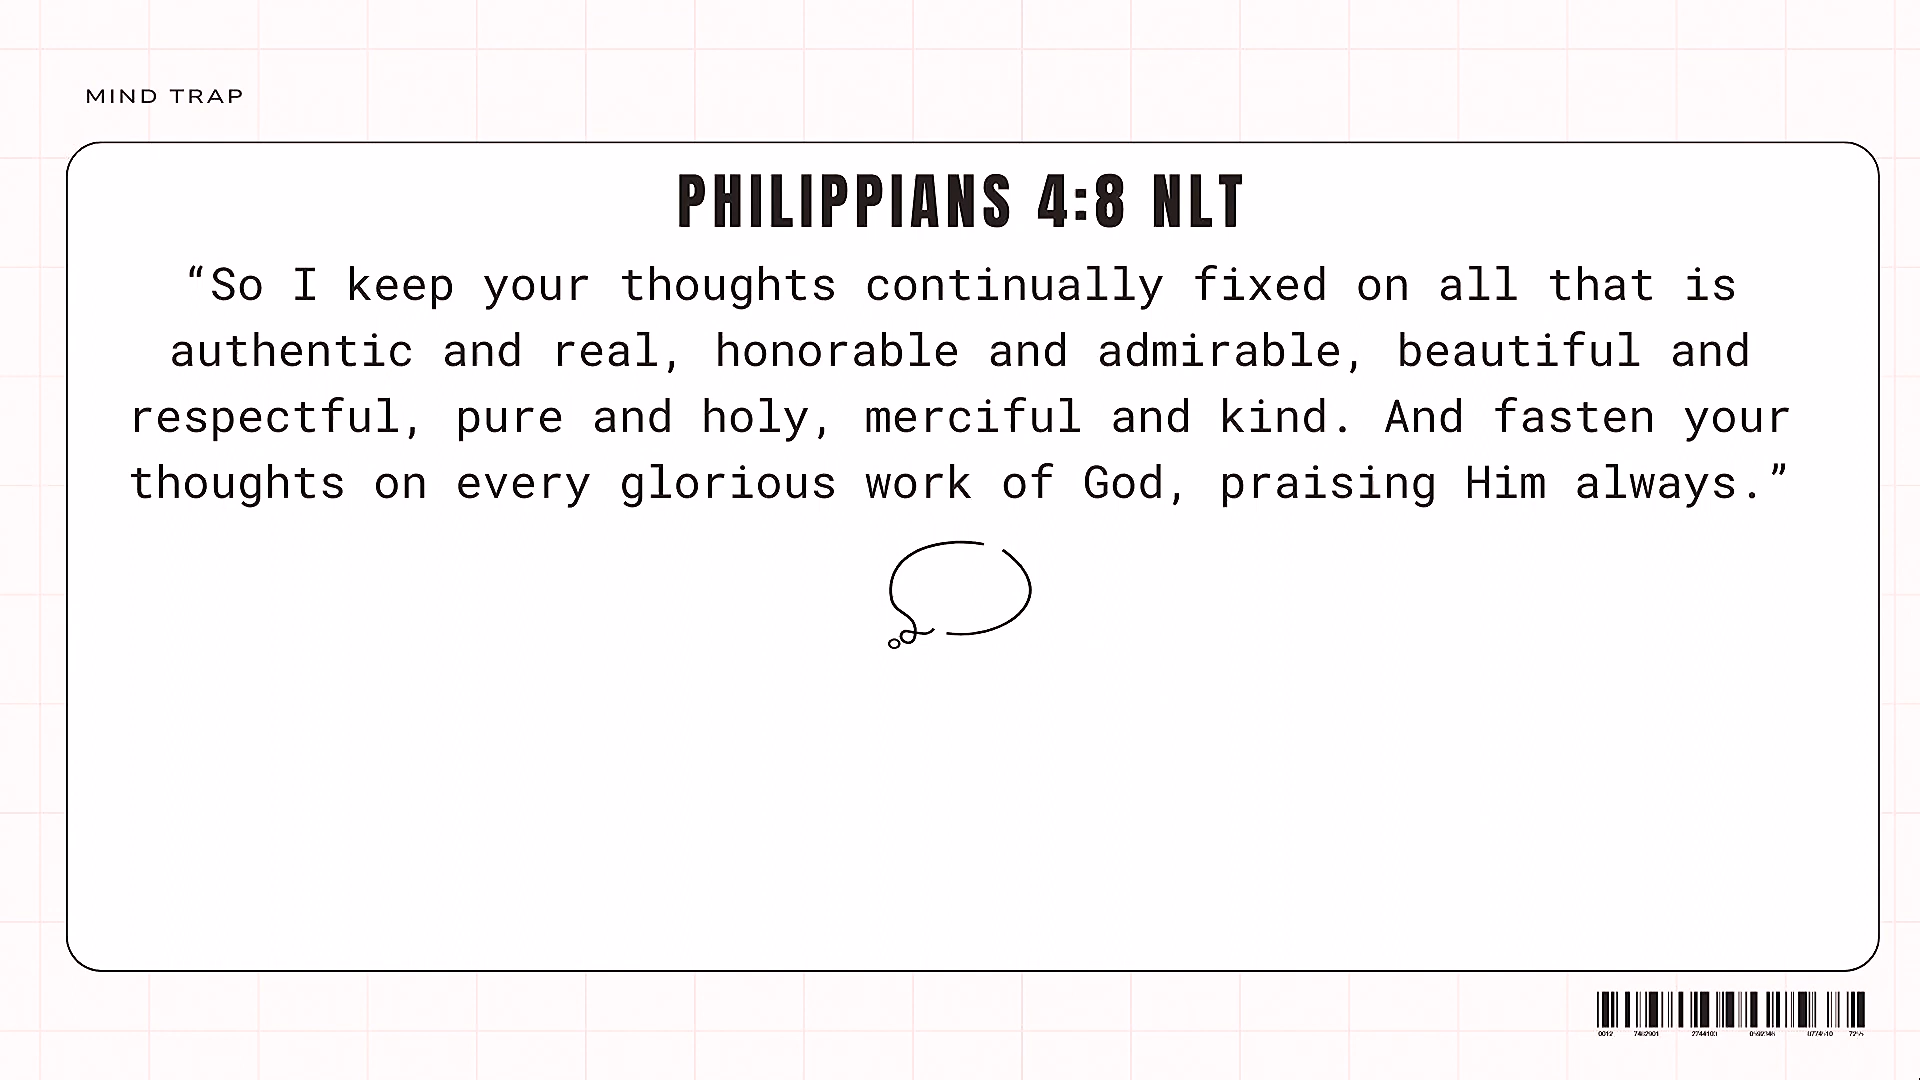 MIND TRAP
PHILIPPIANS 4:8 NLT
“So I keep your thoughts continually fixed on all that is
authentic and real, honorable and admirable, beautiful and
respectful, pure and holy, merciful and kind. And fasten your
thoughts on every glorious work of God, praising Him always.”
0012